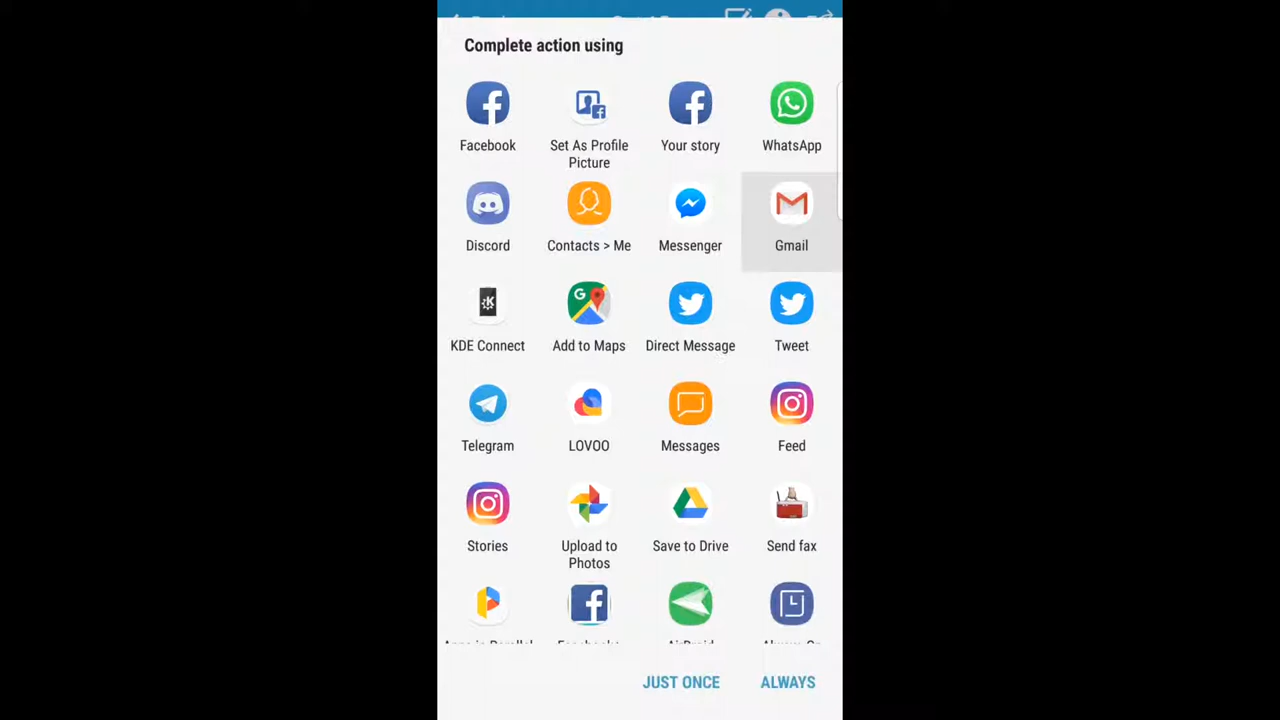 Complete action using
Facebook
Set As Profile
Picture
Your story
WhatsApp
Discord
Contacts > Me
Messenger
Gmail
KDE Connect
Add to Maps
Direct Message
Tweet
Telegram
LOVOO
Messages
Feed
Stories
Upload to
Photos
Save to Drive
Send fax
AirDroid
JUST ONCE
ALWAYS